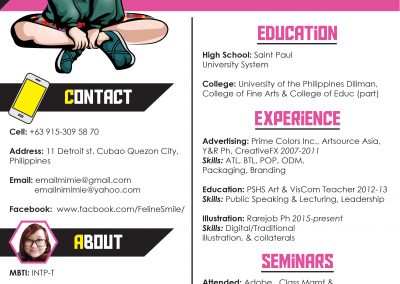 CONTACT
Cell: +63 915-309 58 70
Address: 11 Detroit st. Cubao Quezon City,
Philippines
Email: emailmimie@gmail.com
emailnimimie@yahoo.com
Facebook: www.facbook.com/FelineSmile/
ABOUT
MBTI: INTP-T
EDUCATiON
High School: Saint Paul
University System
College: University of the Philippines Diliman,
College of Fine Arts & College of Educ (part)
EXPERiENCE
Advertising: Prime Colors Inc., Artsource Asia,
Y&R Ph, CreativeFX 2007-2011
Skills: ATL, BTL, POP, ODM,
Packaging, Branding
Education: PSHS Art & VisCom Teacher 2012-13
Skills: Public Speaking & Lecturing, Leadership
Illustration: Rarejob Ph 2015-present
Skills: Digital/Traditional
illustration, & collaterals
SEMiNARS
Attended: Adobe, Class Mgmt &